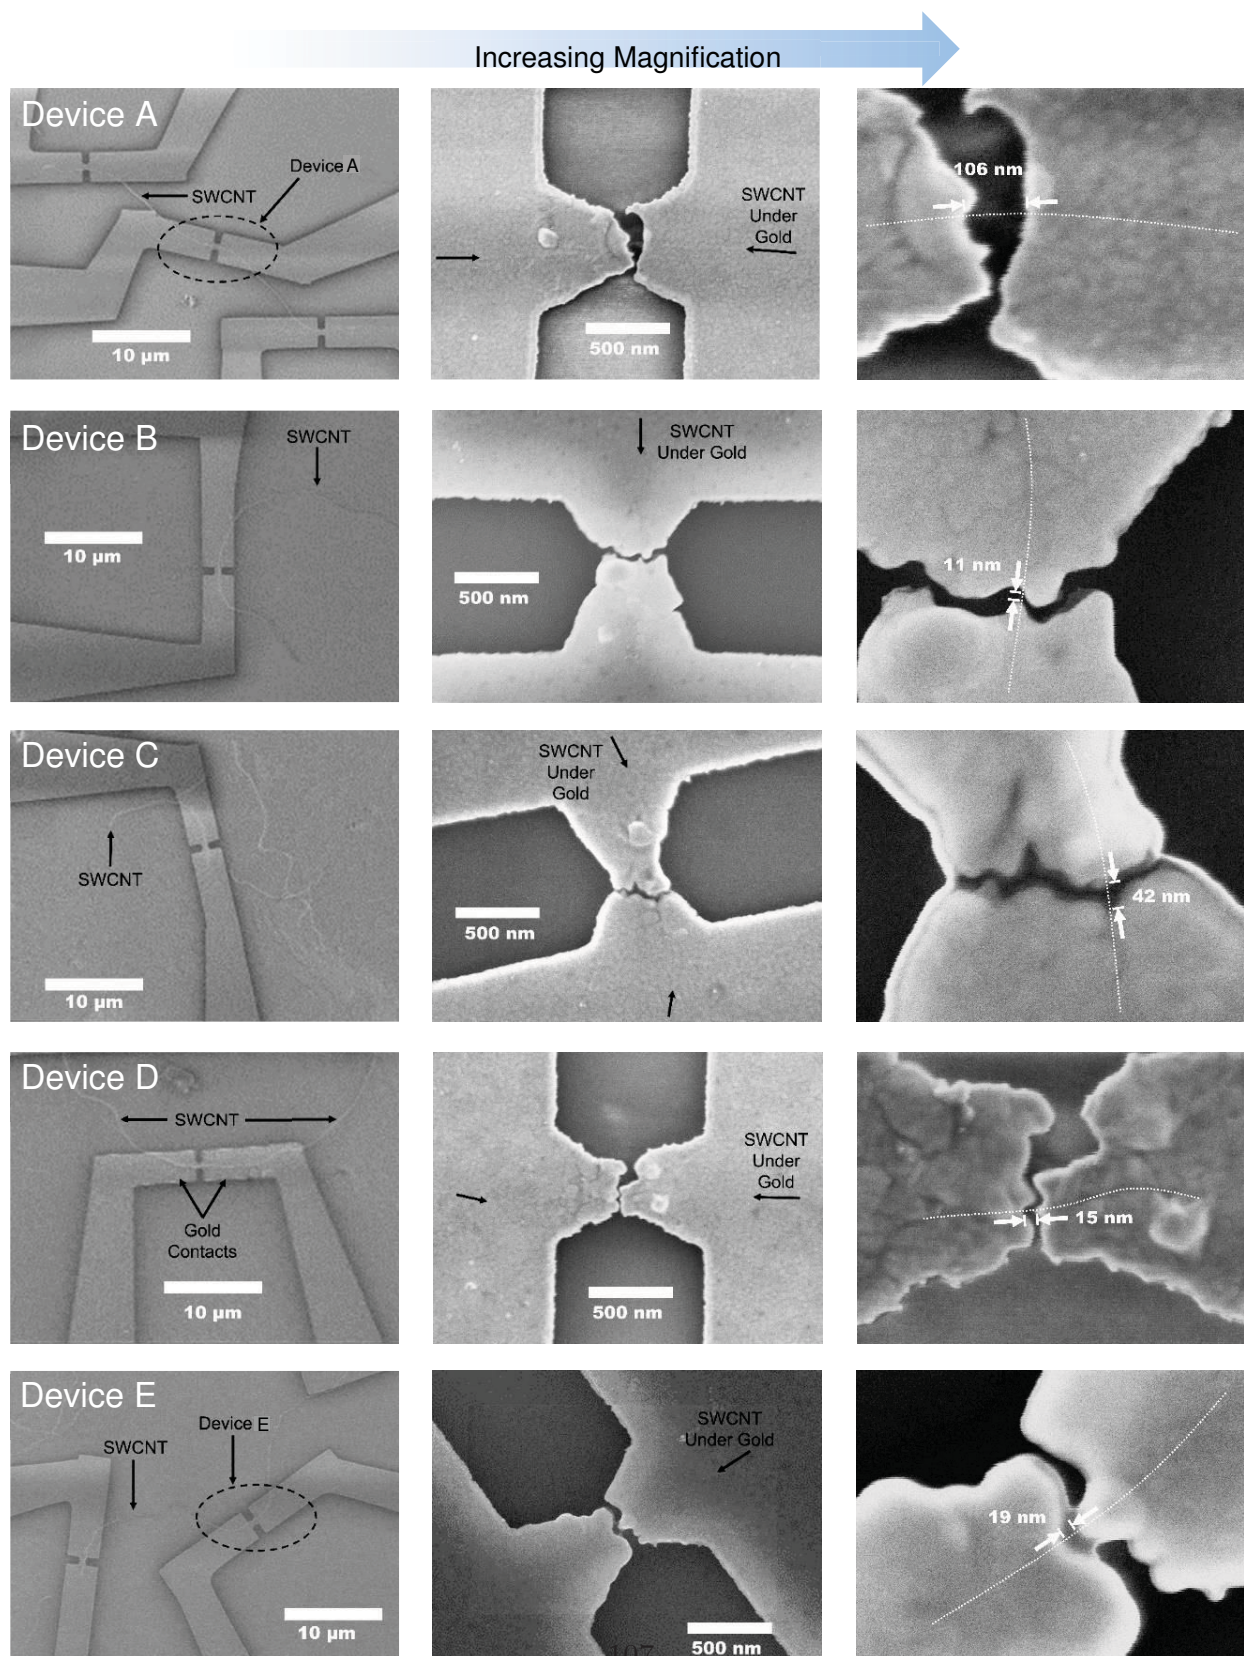 Increasing Magnification
Device A
Device A
SWCNT
10 µm
SWCNT
Under
Gold
500 nm
106 nm
Device B
SWCNT
10 µm
SWCNT
Under Gold
500 nm
11 nm
Device C
SWCNT
10 µm
SWCNT
Under
Gold
500 nm
42 nm
Device D
SWCNT
Gold
Contacts
10 µm
SWCNT
Under
Gold
500 nm
15 nm
Device E
Device E
SWCNT
10 µm
SWCNT
Under Gold
500 nm
107
19 nm